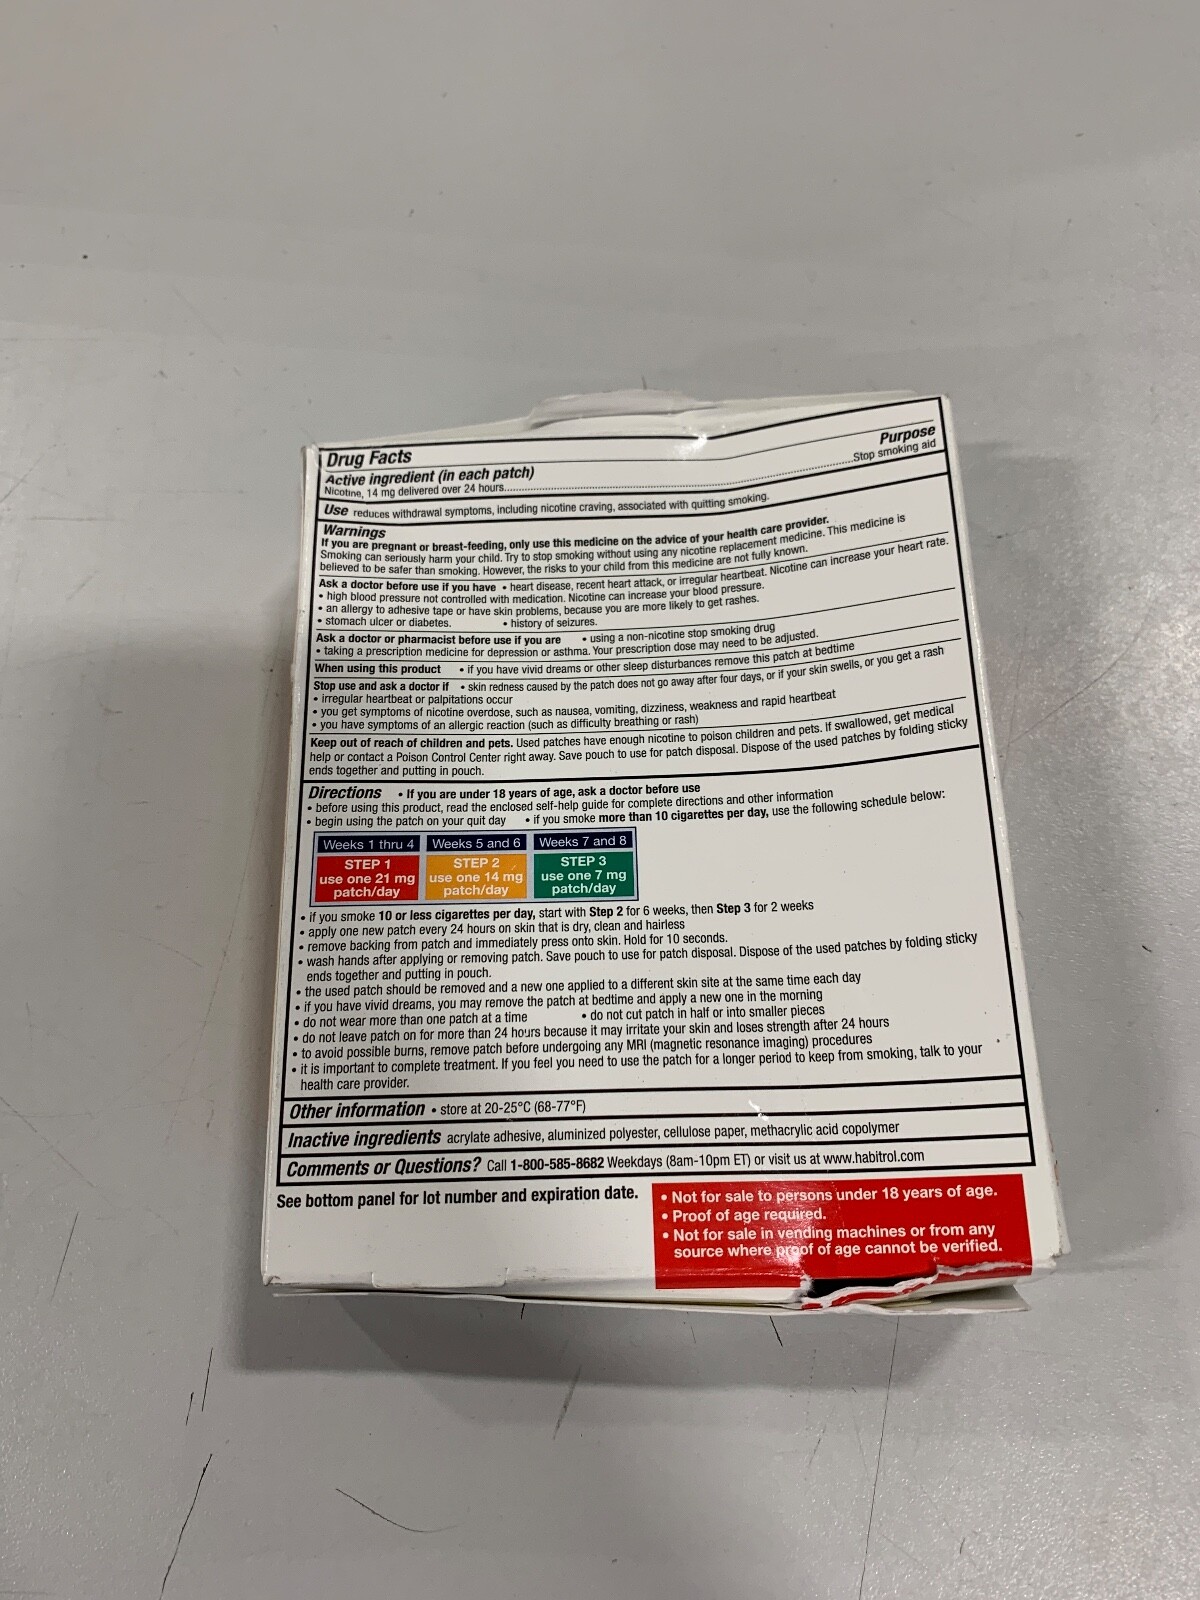 Drug Facts
Active ingredient (in each patch) Purpose
Nicotine, 14 mg delivered over 24 hours......................Stop smoking aid
Use reduces withdrawal symptoms, including nicotine craving, associated with quitting smoking.
Warnings
If you are pregnant or breast-feeding, only use this medicine on the advice of your health care provider.
Smoking can seriously harm your child. Try to stop smoking without using any nicotine replacement medicine. This medicine is
believed to be safer than smoking. However, the risks to your child from this medicine are not fully known.
Ask a doctor before use if you have • heart disease, recent heart attack, or irregular heartbeat. Nicotine can increase your heart rate.
• high blood pressure not controlled with medication. Nicotine can increase your blood pressure.
• an allergy to adhesive tape or have skin problems, because you are more likely to get rashes.
• stomach ulcer or diabetes. • history of seizures.
Ask a doctor or pharmacist before use if you are • using a non-nicotine stop smoking drug
• taking a prescription medicine for depression or asthma. Your prescription dose may need to be adjusted.
When using this product • if you have vivid dreams or other sleep disturbances remove this patch at bedtime
Stop use and ask a doctor if • skin redness caused by the patch does not go away after four days, or if your skin swells, or you get a rash
• irregular heartbeat or palpitations occur
• you get symptoms of nicotine overdose, such as nausea, vomiting, dizziness, weakness and rapid heartbeat
• you have symptoms of an allergic reaction (such as difficulty breathing or rash)
Keep out of reach of children and pets. Used patches have enough nicotine to poison children and pets. If swallowed, get medical
help or contact a Poison Control Center right away. Save pouch to use for patch disposal. Dispose of the used patches by folding sticky
ends together and putting in pouch.
Directions • If you are under 18 years of age, ask a doctor before use
• before using this product, read the enclosed self-help guide for complete directions and other information
• begin using the patch on your quit day • if you smoke more than 10 cigarettes per day, use the following schedule below:
Weeks 1 thru 4 Weeks 5 and 6 Weeks 7 and 8
STEP 1 STEP 2 STEP 3
use one 21 mg use one 14 mg use one 7 mg
patch/day patch/day patch/day
• if you smoke 10 or less cigarettes per day, start with Step 2 for 6 weeks, then Step 3 for 2 weeks
• apply one new patch every 24 hours on skin that is dry, clean and hairless
• remove backing from patch and immediately press onto skin. Hold for 10 seconds.
• wash hands after applying or removing patch. Save pouch to use for patch disposal. Dispose of the used patches by folding sticky
ends together and putting in pouch.
• the used patch should be removed and a new one applied to a different skin site at the same time each day
• if you have vivid dreams, you may remove the patch at bedtime and apply a new one in the morning
• do not wear more than one patch at a time • do not cut patch in half or into smaller pieces
• do not leave patch on for more than 24 hours because it may irritate your skin and loses strength after 24 hours
• to avoid possible burns, remove patch before undergoing any MRI (magnetic resonance imaging) procedures
• it is important to complete treatment. If you feel you need to use the patch for a longer period to keep from smoking, talk to your
health care provider.
Other information • store at 20-25°C (68-77°F)
Inactive ingredients acrylate adhesive, aluminized polyester, cellulose paper, methacrylic acid copolymer
Comments or Questions? Call 1-800-585-8682 Weekdays (8am-10pm ET) or visit us at www.habitrol.com
See bottom panel for lot number and expiration date.
• Not for sale to persons under 18 years of age.
• Proof of age required.
• Not for sale in vending machines or from any
source where proof of age cannot be verified.